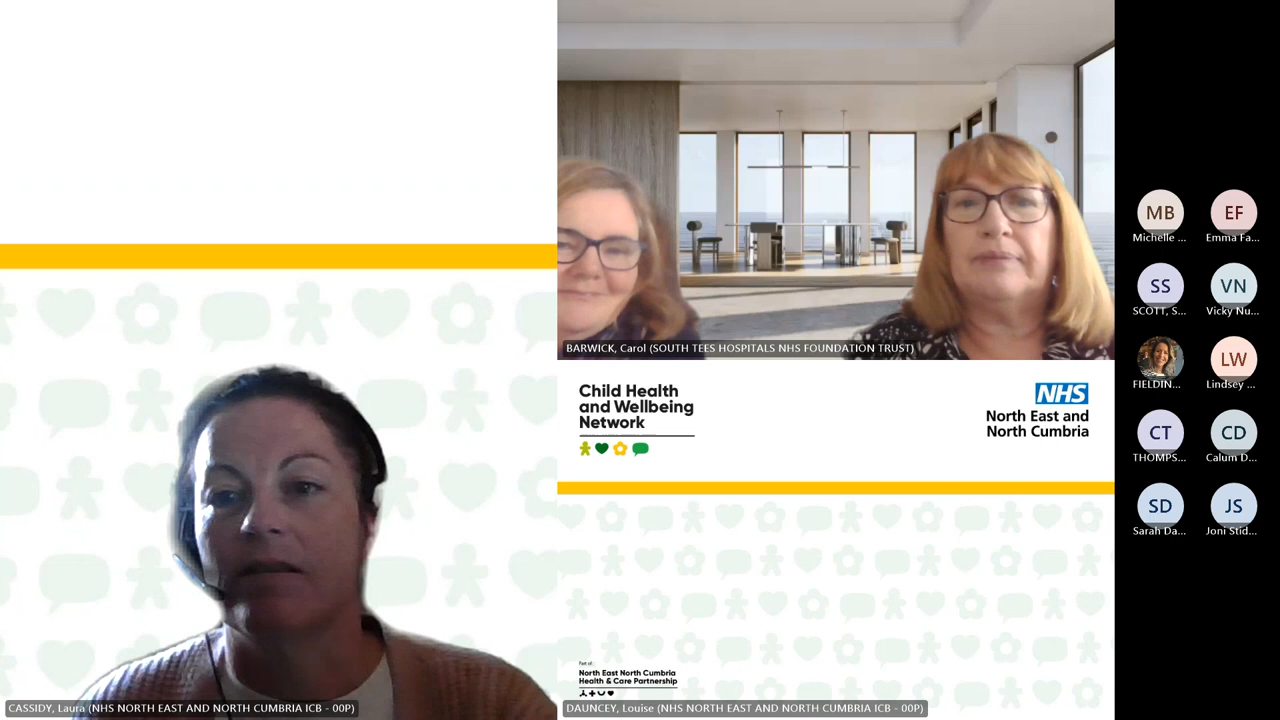 BARWICK, Carol (SOUTH TEES HOSPITALS NHS FOUNDATION TRUST)
Child Health
and Wellbeing
Network
NHS
North East and
North Cumbria
Part of:
North East North Cumbria
Health & Care Partnership
CASSIDY, Laura (NHS NORTH EAST AND NORTH CUMBRIA ICB - 00P)
DAUNCEY, Louise (NHS NORTH EAST AND NORTH CUMBRIA ICB - 00P)
MB
Michelle ...
EF
Emma Fa...
SS
SCOTT, S...
VN
Vicky Nu...
FIELDIN...
LW
Lindsey ...
CT
THOMPS...
CD
Calum D...
SD
Sarah Da...
JS
Joni Stid...